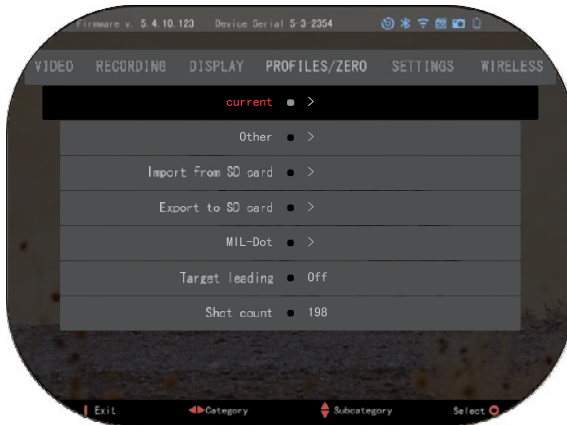 Firmware v. 5.4.10.123 Device Serial 5-3-2354
VIDEO RECORDING DISPLAY PROFILES/ZERO SETTINGS WIRELESS
current >
Other >
Import from SD card >
Export to SD card >
MIL-Dot >
Target leading Off
Shot count 198
Exit Category Subcategory Select